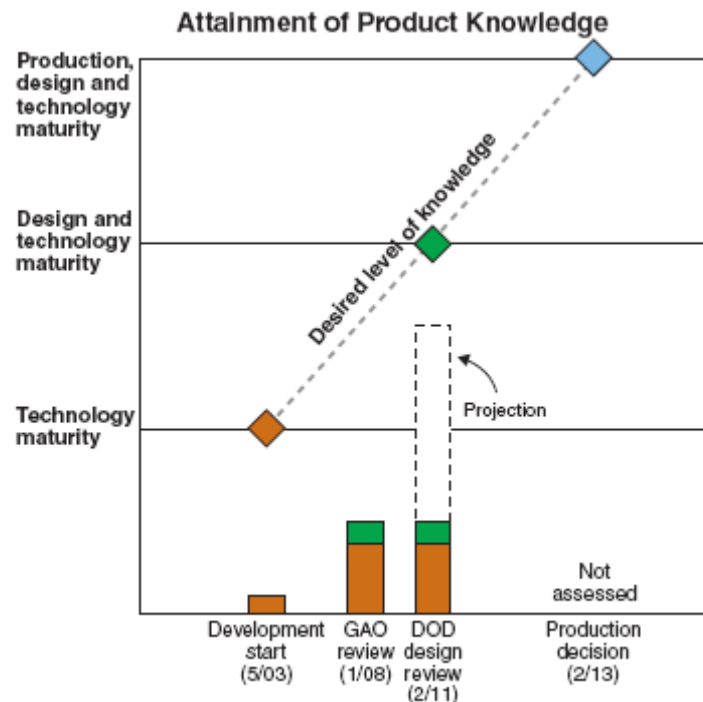 Attainment of Product Knowledge
Production,
design and
technology
maturity
Design and
technology
maturity
Desired level of knowledge
Technology
maturity
Projection
Not
assessed
Development
start
(5/03)
GAO
review
(1/08)
DOD
design
review
(2/11)
Production
decision
(2/13)